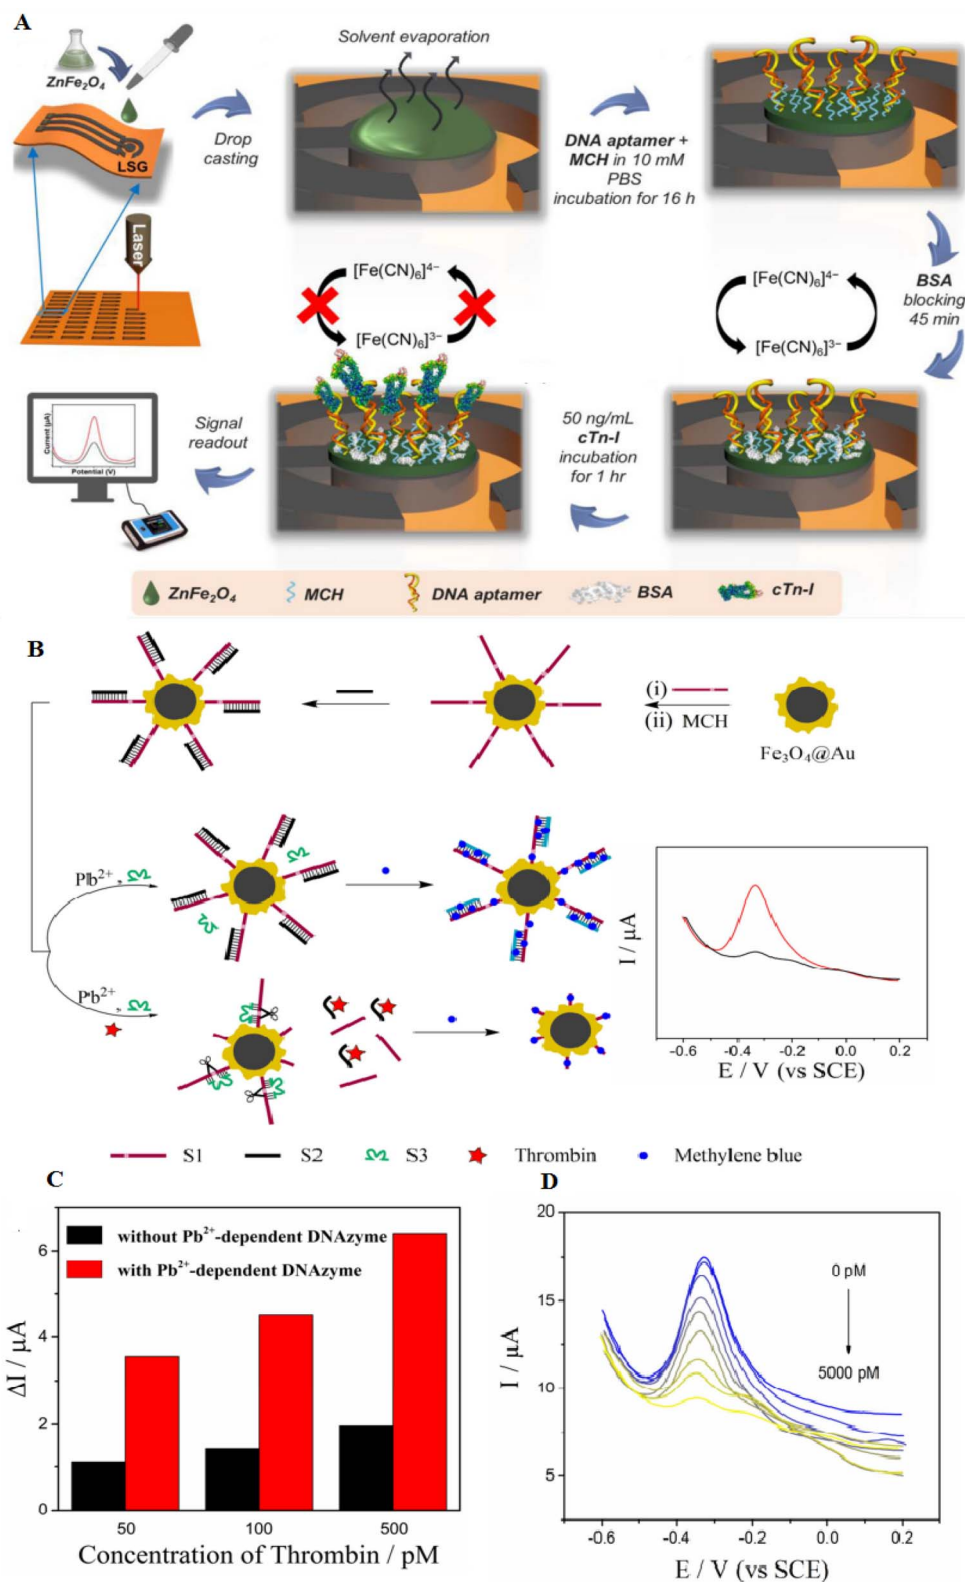 A
ZnFe₂O₄
LSG
Laser
Drop
casting
Solvent evaporation
DNA aptamer +
MCH in 10 mM
PBS
incubation for 16 h
BSA
blocking
45 min
[Fe(CN)₆]⁴⁻
[Fe(CN)₆]³⁻
[Fe(CN)₆]⁴⁻
[Fe(CN)₆]³⁻
50 ng/mL
cTn-I
incubation
for 1 hr
Signal
readout
Current (µA)
Potential (V)
ZnFe₂O₄ MCH DNA aptamer BSA cTn-I
B
(i)
(ii) MCH
Fe₃O₄@Au
Pb²⁺,
Pb²⁺,
I / µA
-0.6 -0.4 -0.2 0.0 0.2
E / V (vs SCE)
S1 S2 S3 Thrombin Methylene blue
C
without Pb²⁺-dependent DNAzyme
with Pb²⁺-dependent DNAzyme
ΔI / µA
6
4
2
0
50 100 500
Concentration of Thrombin / pM
D
I / µA
20
15
10
5
0 pM
5000 pM
-0.6 -0.4 -0.2 0.0 0.2
E / V (vs SCE)